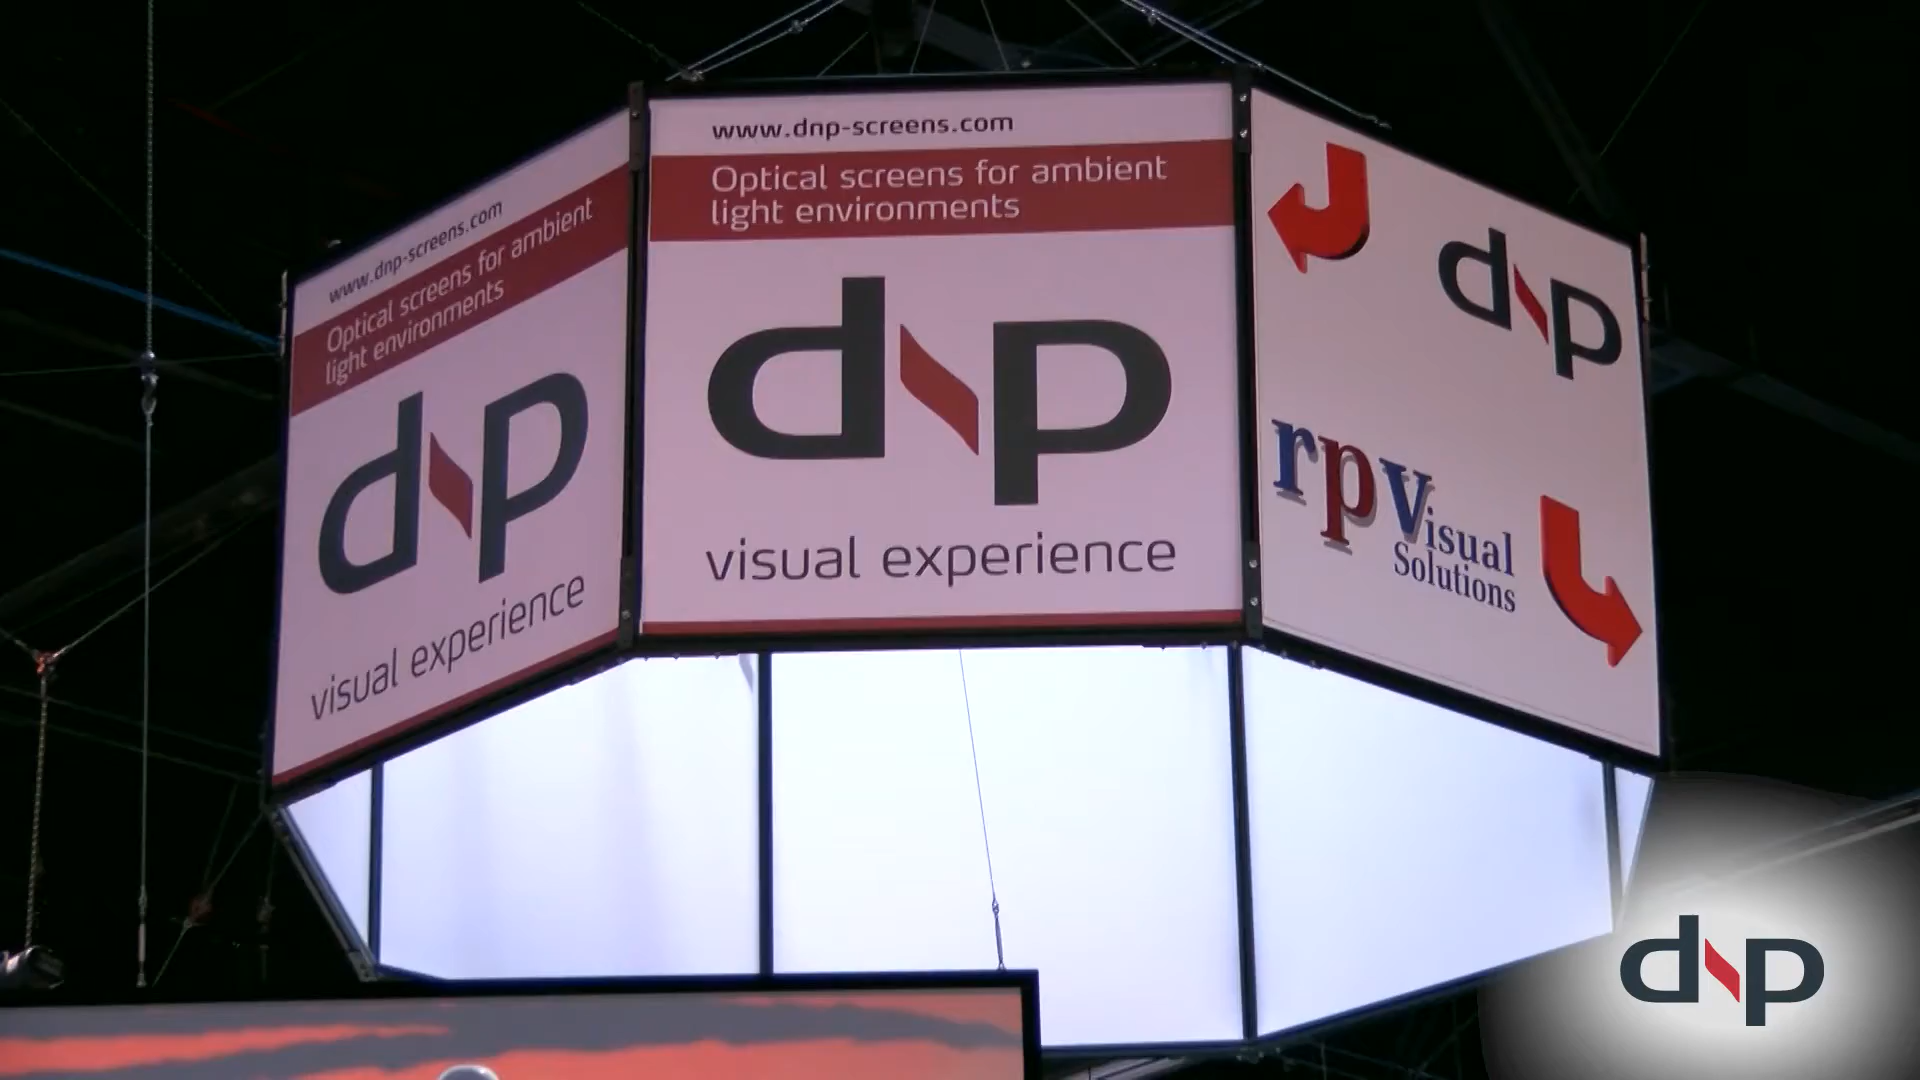 www.dnp-screens.com
Optical screens for ambient
light environments
dnp
visual experience
www.dnp-screens.com
Optical screens for ambient
light environments
dnp
visual experience
dnp
rpVisual
Solutions
dnp